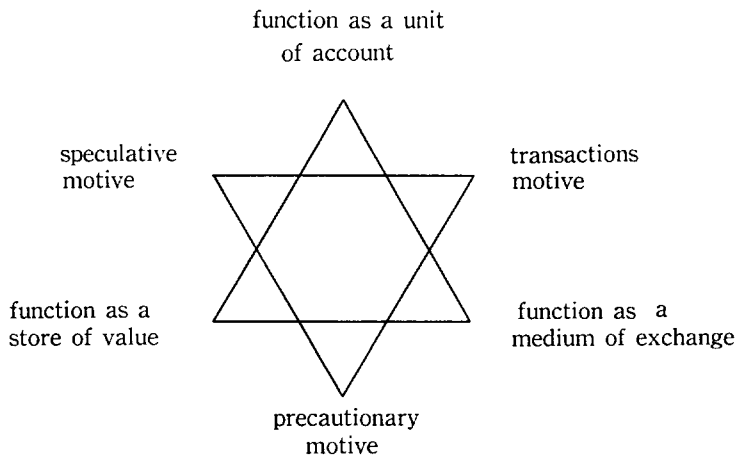 function as a unit
of account
speculative
motive
transactions
motive
function as a
store of value
function as a
medium of exchange
precautionary
motive